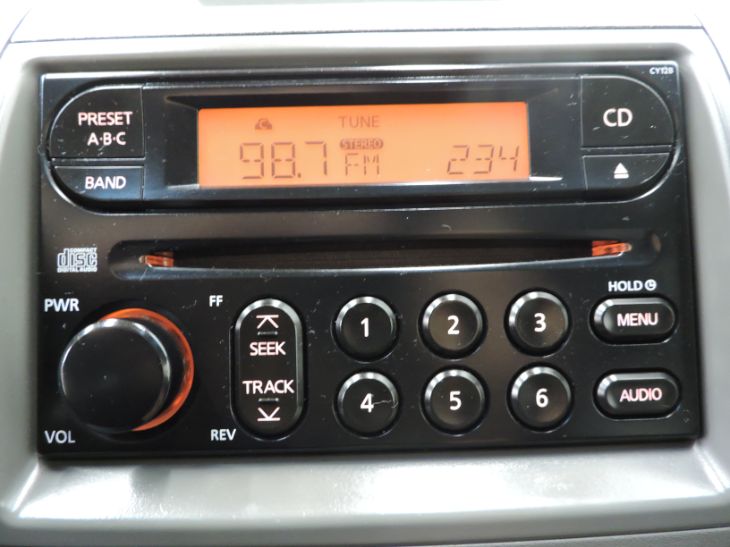 CY12B
PRESET
A·B·C
BAND
C
TUNE
98.7
STEREO
FM
234
CD
COMPACT
disc
DIGITAL AUDIO
PWR
VOL
FF
SEEK
TRACK
REV
1
2
3
4
5
6
HOLD
MENU
AUDIO